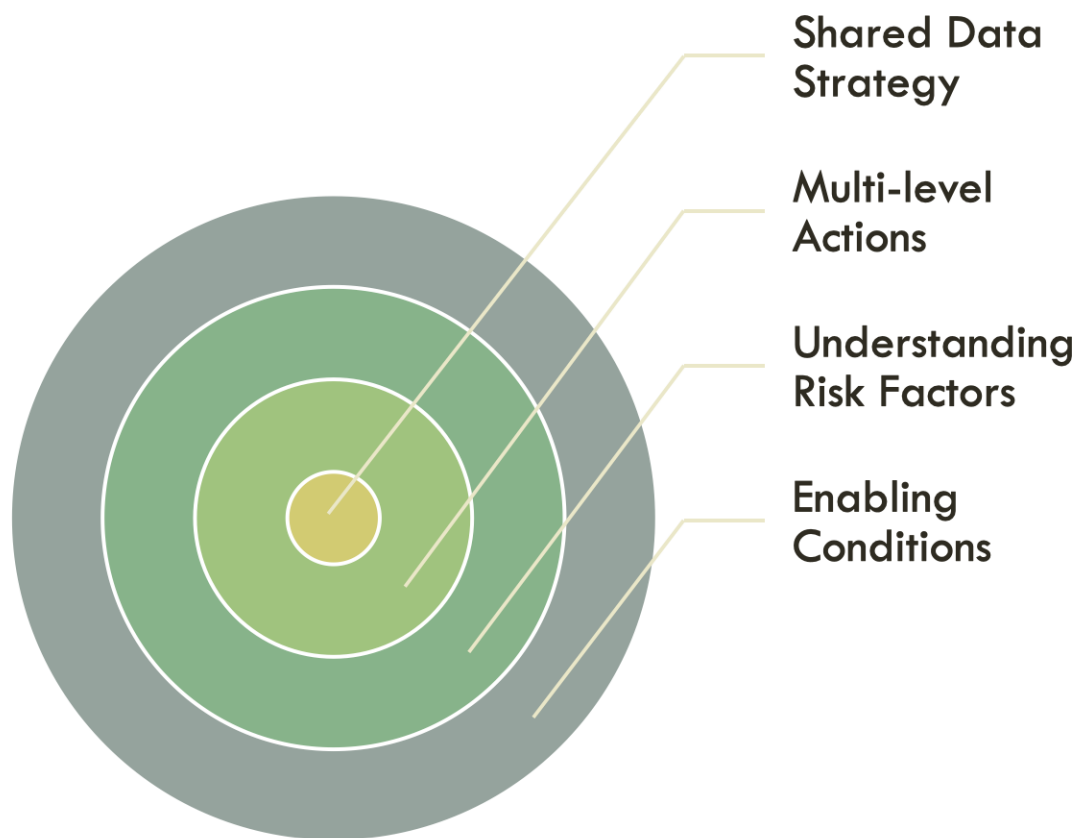 Shared Data
Strategy
Multi-level
Actions
Understanding
Risk Factors
Enabling
Conditions